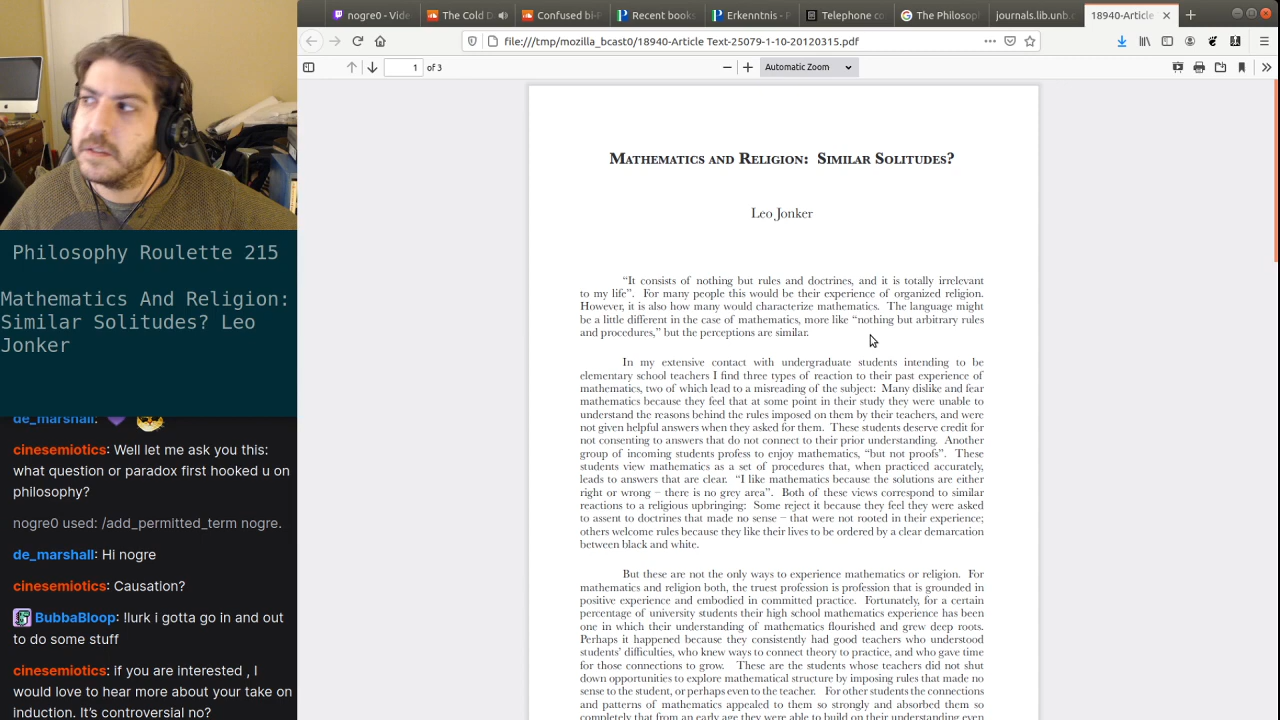 nogre0 - Vide
The Cold D
Confused bi-P
Recent books
Erkenntnis - P
Telephone co
The Philosop
journals.lib.unb.c
18940-Article
file:///tmp/mozilla_bcast0/18940-Article Text-25079-1-10-20120315.pdf
1 of 3
Automatic Zoom
Philosophy Roulette 215
Mathematics And Religion:
Similar Solitudes? Leo
Jonker
de_marshall:
cinesemiotics: Well let me ask you this:
what question or paradox first hooked u on
philosophy?
nogre0 used: /add_permitted_term nogre.
de_marshall: Hi nogre
cinesemiotics: Causation?
BubbaBloop: !lurk i gotta go in and out
to do some stuff
cinesemiotics: if you are interested , I
would love to hear more about your take on
induction. It's controversial no?
MATHEMATICS AND RELIGION: SIMILAR SOLITUDES?
Leo Jonker
“It consists of nothing but rules and doctrines, and it is totally irrelevant
to my life”. For many people this would be their experience of organized religion.
However, it is also how many would characterize mathematics. The language might
be a little different in the case of mathematics, more like “nothing but arbitrary rules
and procedures,” but the perceptions are similar.
In my extensive contact with undergraduate students intending to be
elementary school teachers I find three types of reaction to their past experience of
mathematics, two of which lead to a misreading of the subject: Many dislike and fear
mathematics because they feel that at some point in their study they were unable to
understand the reasons behind the rules imposed on them by their teachers, and were
not given helpful answers when they asked for them. These students deserve credit for
not consenting to answers that do not connect to their prior understanding. Another
group of incoming students profess to enjoy mathematics, “but not proofs”. These
students view mathematics as a set of procedures that, when practiced accurately,
leads to answers that are clear. “I like mathematics because the solutions are either
right or wrong – there is no grey area”. Both of these views correspond to similar
reactions to a religious upbringing: Some reject it because they feel they were asked
to assent to doctrines that made no sense – that were not rooted in their experience;
others welcome rules because they like their lives to be ordered by a clear demarcation
between black and white.
But these are not the only ways to experience mathematics or religion. For
mathematics and religion both, the truest profession is profession that is grounded in
positive experience and embodied in committed practice. Fortunately, for a certain
percentage of university students their high school mathematics experience has been
one in which their understanding of mathematics flourished and grew deep roots.
Perhaps it happened because they consistently had good teachers who understood
students’ difficulties, who knew ways to connect theory to practice, and who gave time
for those connections to grow. These are the students whose teachers did not shut
down opportunities to explore mathematical structure by imposing rules that made no
sense to the student, or perhaps even to the teacher. For other students the connections
and patterns of mathematics appealed to them so strongly and absorbed them so
completely that from an early age they were able to build on their understanding even